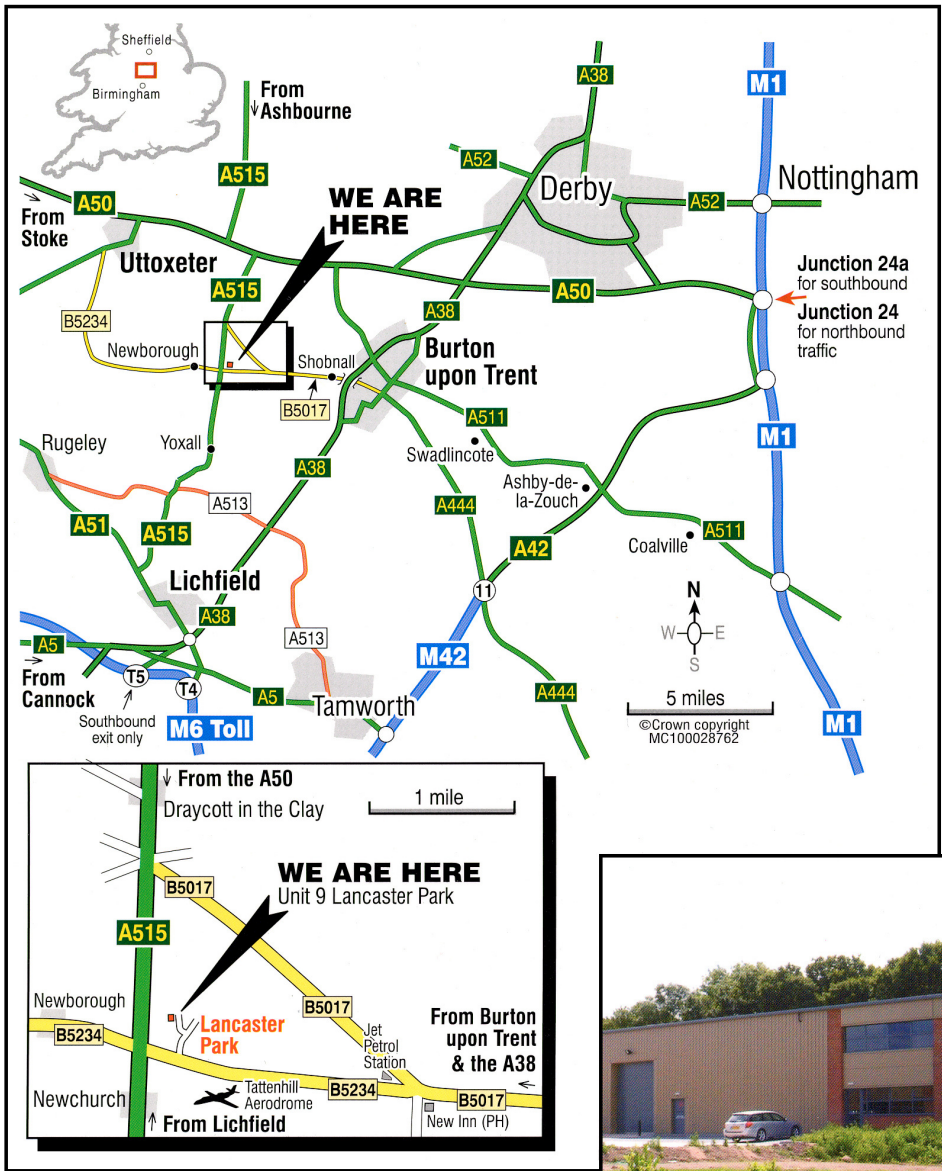 Sheffield
Birmingham
From
Ashbourne
A38
M1
A515
A52
Derby
Nottingham
A50
From
Stoke
WE ARE
HERE
A52
Uttoxeter
A515
A50
Junction 24a
for southbound
Junction 24
for northbound
traffic
B5234
A38
Newborough
Shobnall
Burton
upon Trent
B5017
A511
M1
Rugeley
Yoxall
Swadlincote
A38
Ashby-de-
la-Zouch
A513
A444
A51
A515
A42
A511
Coalville
Lichfield
11
A38
N
W
E
S
A5
A513
M42
From
Cannock
T5
T4
A5
A444
Tamworth
5 miles
©Crown copyright
MC100028762
Southbound
exit only
M6 Toll
M1
From the A50
Draycott in the Clay
1 mile
WE ARE HERE
Unit 9 Lancaster Park
B5017
A515
Newborough
B5017
Lancaster
Park
From Burton
upon Trent
& the A38
B5234
Jet
Petrol
Station
Tattenhill
Aerodrome
B5234
B5017
Newchurch
From Lichfield
New Inn (PH)